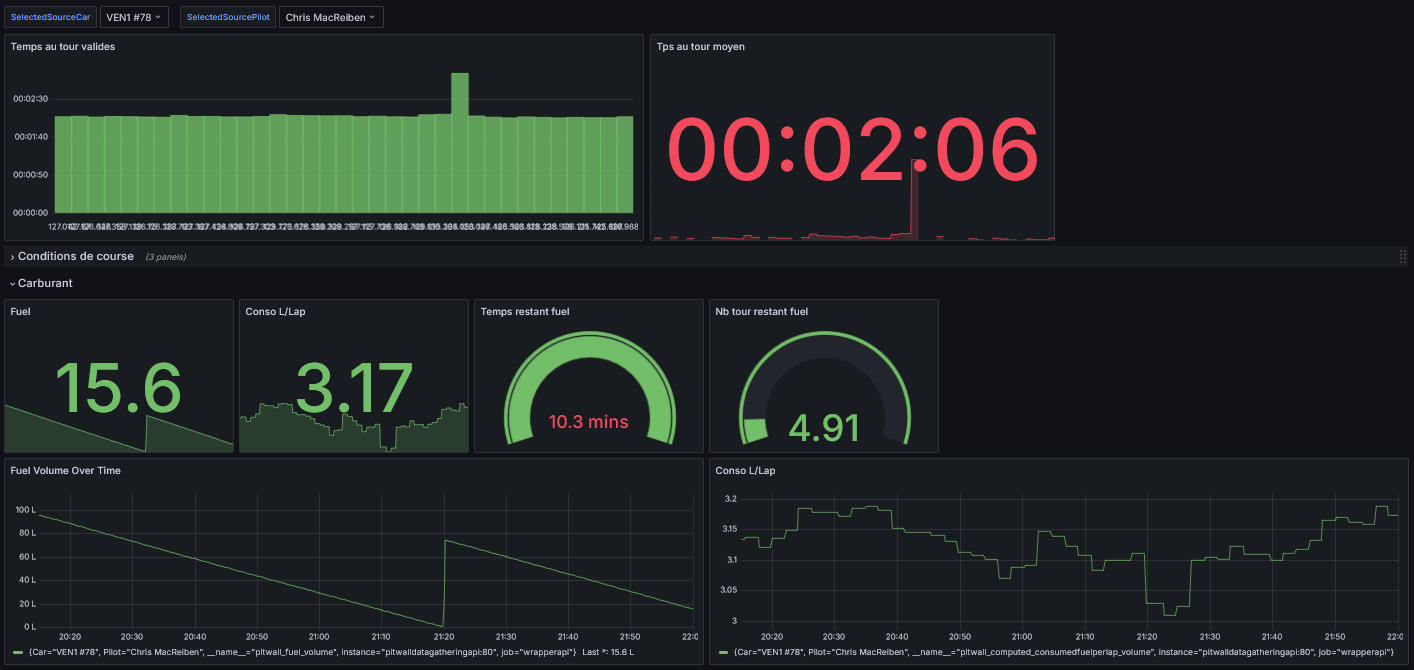 SelectedSourceCar VEN1 #78 SelectedSourcePilot Chris MacReiben
Temps au tour valides
00:02:30
00:01:40
00:00:50
00:00:00
Tps au tour moyen
00:02:06
Conditions de course (3 panels)
Carburant
Fuel
15.6
Conso L/Lap
3.17
Temps restant fuel
10.3 mins
Nb tour restant fuel
4.91
Fuel Volume Over Time
100 L
80 L
60 L
40 L
20 L
0 L
20:20 20:30 20:40 20:50 21:00 21:10 21:20 21:30 21:40 21:50 22:0
{Car="VEN1 #78", Pilot="Chris MacReiben", __name__="pitwall_fuel_volume", instance="pitwalldatagatheringapi:80", job="wrapperapi"} Last *: 15.6 L
Conso L/Lap
3.2
3.15
3.1
3.05
3
20:20 20:30 20:40 20:50 21:00 21:10 21:20 21:30 21:40 21:50 22:0
{Car="VEN1 #78", Pilot="Chris MacReiben", __name__="pitwall_computed_consumedfuelperlap_volume", instance="pitwalldatagatheringapi:80", job="wrapperapi"}